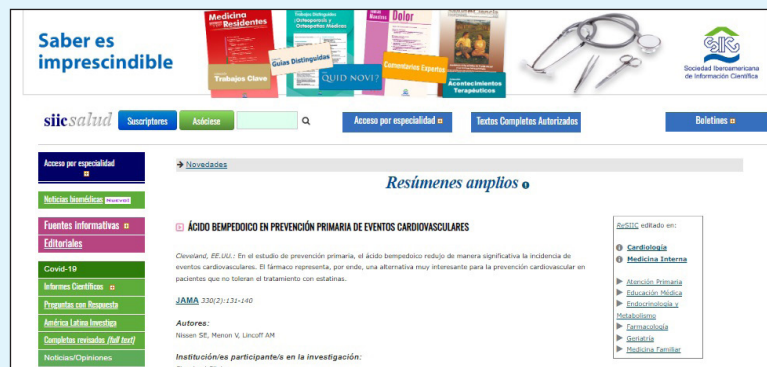 Saber es
imprescindible
Medicina
Residentes
Trabajos Clave
Trabajos Distinguidos
Osteoporosis y
Osteopatías Médicas
Guías Distinguidas
QUID NOVI?
Dolor
Comentarios Expertos
Acontecimientos
Terapéuticos
SIIC
Sociedad Iberoamericana
de Información Científica
siicsalud
Suscriptores
Asóciese
Acceso por especialidad
Textos Completos Autorizados
Boletines
Acceso por especialidad
Noticias biomédicas
Fuentes Informativas
Editoriales
Covid-19
Informes Científicos
Preguntas con Respuesta
América Latina Investiga
Completos revisados (full text)
Noticias/Opiniones
Novedades
Resúmenes amplios
ÁCIDO BEMPEDOICO EN PREVENCIÓN PRIMARIA DE EVENTOS CARDIOVASCULARES
Cleveland, EE.UU.: En el estudio de prevención primaria, el ácido bempedoico redujo de manera significativa la incidencia de
eventos cardiovasculares. El fármaco representa, por ende, una alternativa muy interesante para la prevención cardiovascular en
pacientes que no toleran el tratamiento con estatinas.
JAMA 330(2):131-140
Autores:
Nissen SE, Menon V, Lincoff AM
Institución/es participante/s en la investigación:
ReSIIC editado en:
Cardiología
Medicina Interna
Atención Primaria
Educación Médica
Endocrinología y
Metabolismo
Farmacología
Geriatría
Medicina Familiar